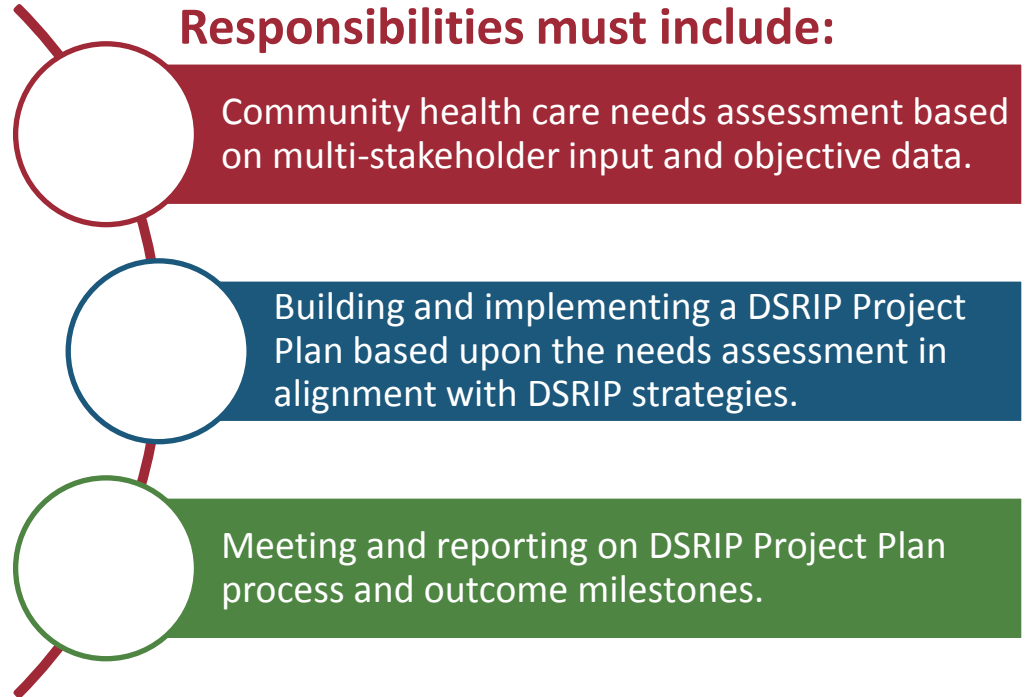 Responsibilities must include:
Community health care needs assessment based
on multi-stakeholder input and objective data.
Building and implementing a DSRIP Project
Plan based upon the needs assessment in
alignment with DSRIP strategies.
Meeting and reporting on DSRIP Project Plan
process and outcome milestones.